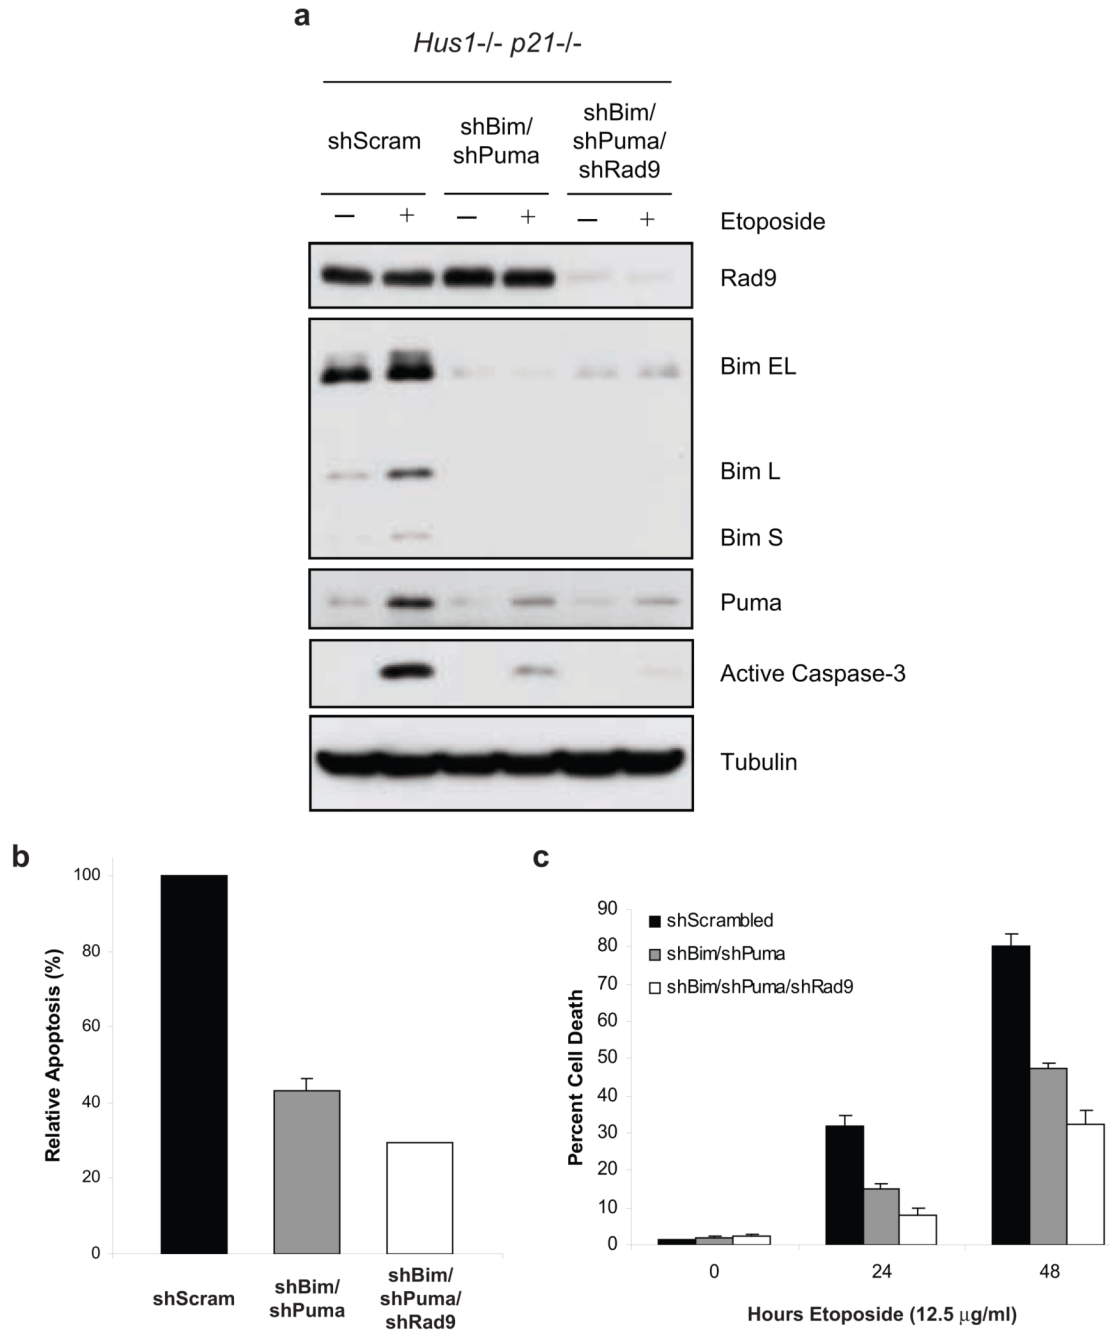 a
Hus1-/- p21-/-
shScram
shBim/
shPuma
shBim/
shPuma/
shRad9
– + – + – + Etoposide
Rad9
Bim EL
Bim L
Bim S
Puma
Active Caspase-3
Tubulin
b
Relative Apoptosis (%)
100
80
60
40
20
0
shScram
shBim/
shPuma
shBim/
shPuma/
shRad9
c
Percent Cell Death
90
80
70
60
50
40
30
20
10
0
shScrambled
shBim/shPuma
shBim/shPuma/shRad9
0 24 48
Hours Etoposide (12.5 μg/ml)